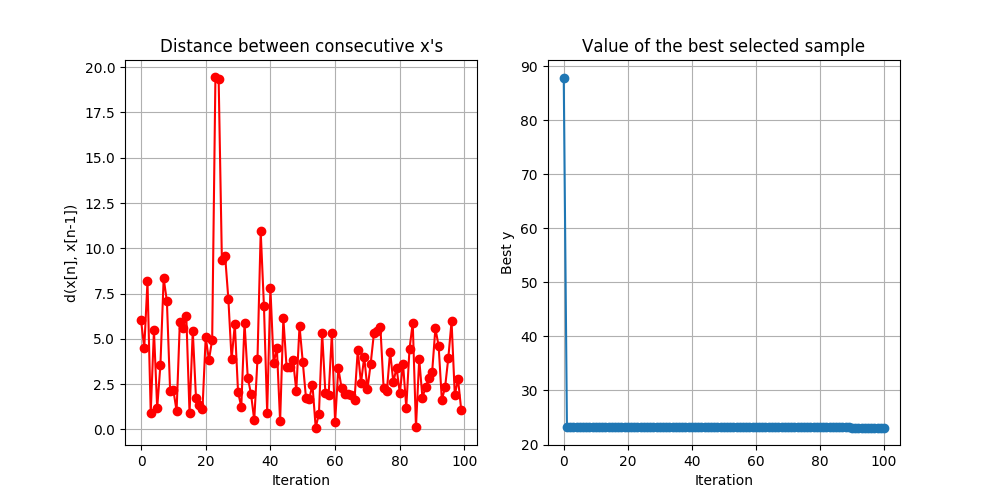 Distance between consecutive x's
20.0
17.5
15.0
12.5
10.0
7.5
5.0
2.5
0.0
d(x[n], x[n-1])
0 20 40 60 80 100
Iteration
Value of the best selected sample
90
80
70
60
50
40
30
20
Best y
0 20 40 60 80 100
Iteration